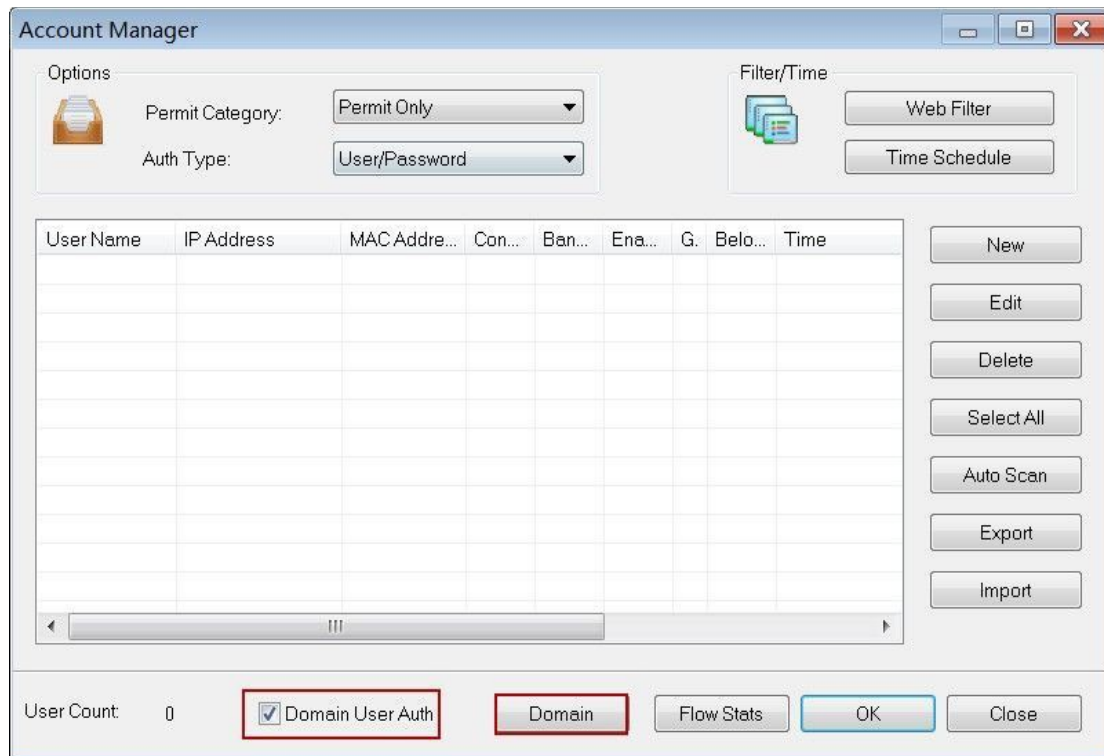 Account Manager
Options
Filter/Time
Permit Category:
Permit Only
Web Filter
Auth Type:
User/Password
Time Schedule
User Name IP Address MAC Addre... Con... Ban... Ena... G. Belo... Time
New
Edit
Delete
Select All
Auto Scan
Export
Import
User Count: 0
Domain User Auth
Domain
Flow Stats
OK
Close